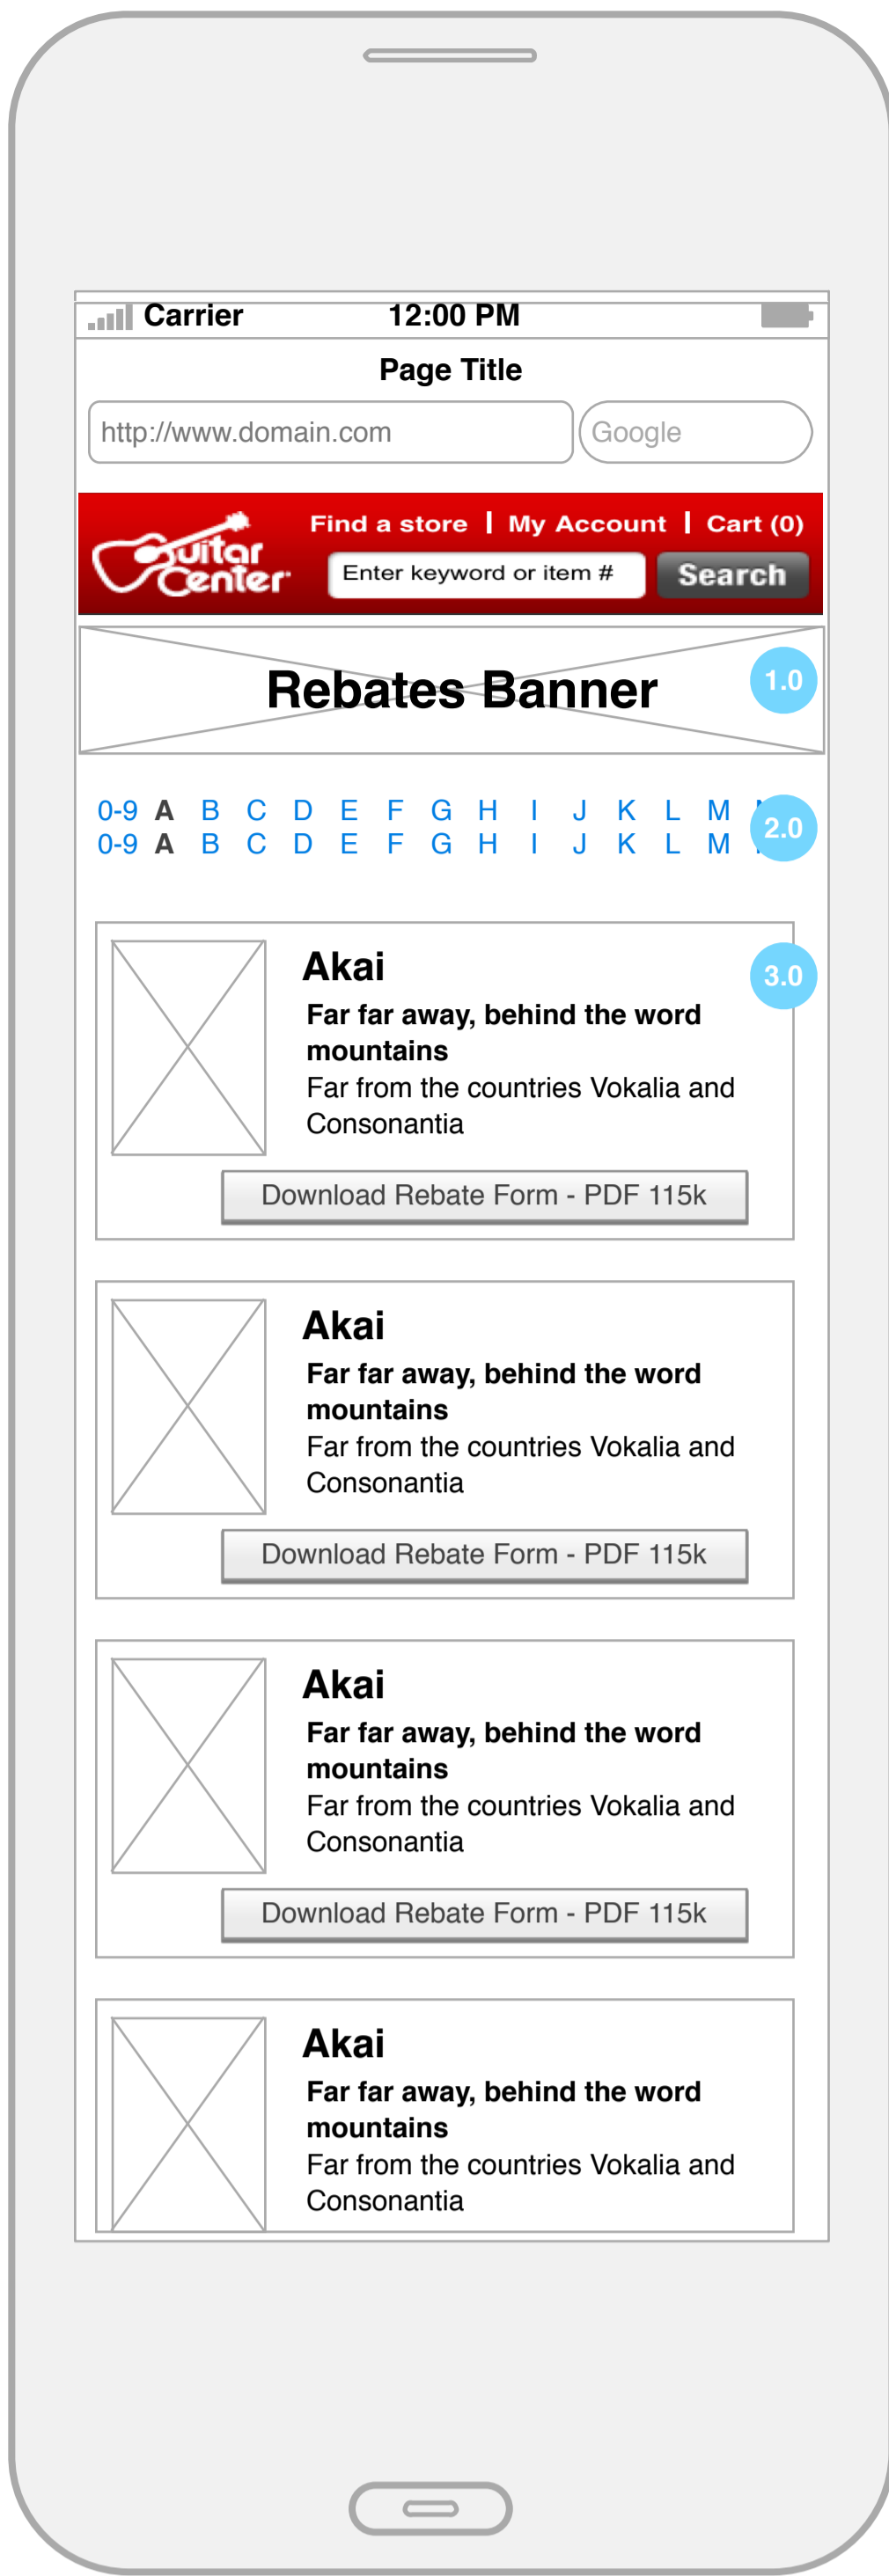 Carrier 12:00 PM
Page Title
http://www.domain.com Google
Find a store | My Account | Cart (0)
Guitar Center
Enter keyword or item # Search
Rebates Banner 1.0
0-9 A B C D E F G H I J K L M
2.0
0-9 A B C D E F G H I J K L M
3.0
Akai
Far far away, behind the word
mountains
Far from the countries Vokalia and
Consonantia
Download Rebate Form - PDF 115k
Akai
Far far away, behind the word
mountains
Far from the countries Vokalia and
Consonantia
Download Rebate Form - PDF 115k
Akai
Far far away, behind the word
mountains
Far from the countries Vokalia and
Consonantia
Download Rebate Form - PDF 115k
Akai
Far far away, behind the word
mountains
Far from the countries Vokalia and
Consonantia